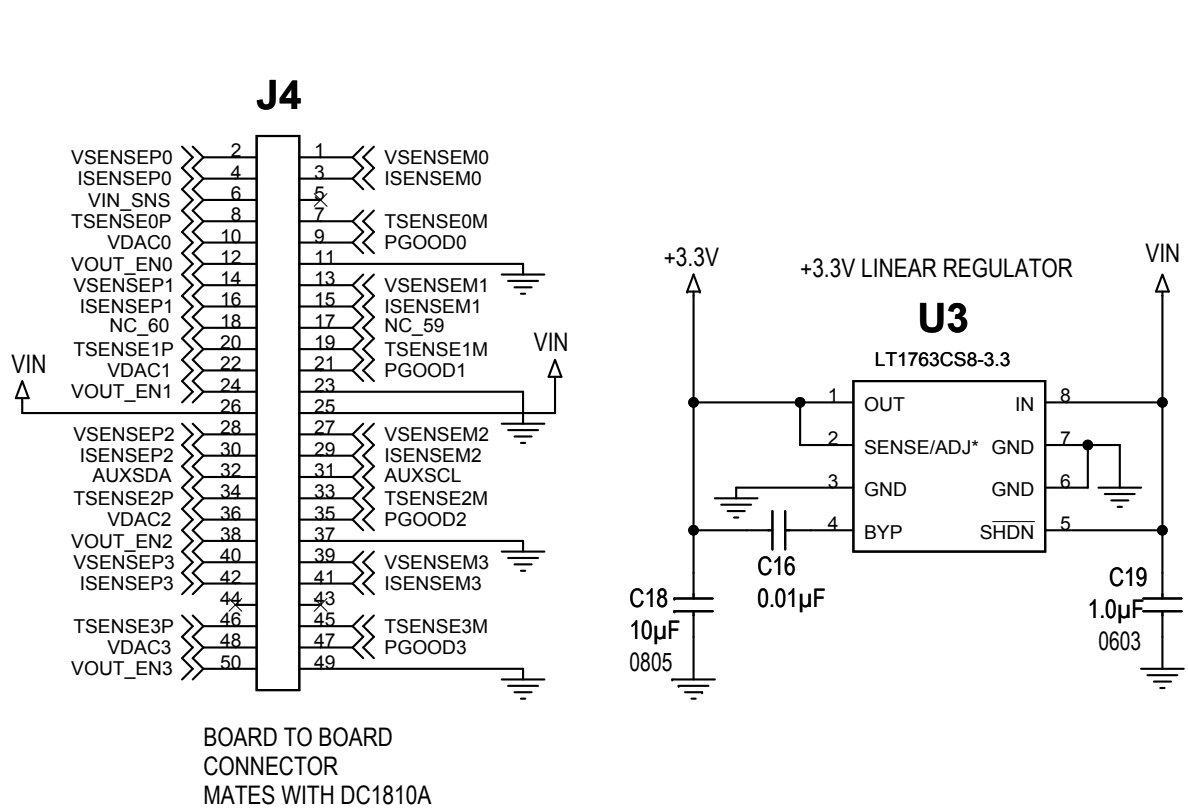 J4
VSENSEP0 2 1 VSENSEM0
ISENSEP0 4 3 ISENSEM0
VIN_SNS 6 5
TSENSE0P 8 7 TSENSE0M
VDAC0 10 9 PGOOD0
VOUT_EN0 12 11
VSENSEP1 14 13 VSENSEM1
ISENSEP1 16 15 ISENSEM1
NC_60 18 17 NC_59
TSENSE1P 20 19 TSENSE1M
VDAC1 22 21 PGOOD1
VOUT_EN1 24 23
VIN 26 25 VIN
VSENSEP2 28 27 VSENSEM2
ISENSEP2 30 29 ISENSEM2
AUXSDA 32 31 AUXSCL
TSENSE2P 34 33 TSENSE2M
VDAC2 36 35 PGOOD2
VOUT_EN2 38 37
VSENSEP3 40 39 VSENSEM3
ISENSEP3 42 41 ISENSEM3
44 43
TSENSE3P 46 45 TSENSE3M
VDAC3 48 47 PGOOD3
VOUT_EN3 50 49
BOARD TO BOARD
CONNECTOR
MATES WITH DC1810A
+3.3V
+3.3V LINEAR REGULATOR
VIN
U3
LT1763CS8-3.3
1 OUT IN 8
2 SENSE/ADJ* GND 7
3 GND GND 6
4 BYP SHDN 5
C16
0.01µF
C18
10µF
0805
C19
1.0µF
0603